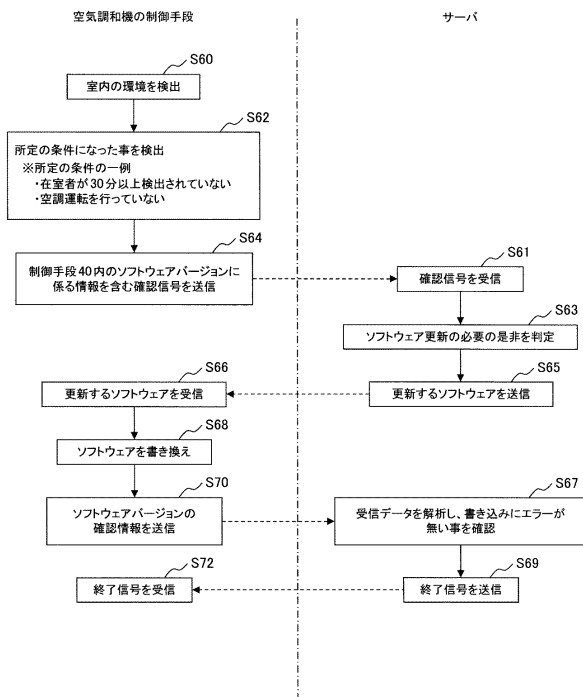 空気調和機の制御手段
サーバ
S60
室内の環境を検出
S62
所定の条件になった事を検出
※所定の条件の一例
・在室者が30分以上検出されていない
・空調運転を行っていない
S64
制御手段40内のソフトウェアバージョンに
係る情報を含む確認信号を送信
S61
確認信号を受信
S63
ソフトウェア更新の必要の是非を判定
S65
更新するソフトウェアを送信
S66
更新するソフトウェアを受信
S68
ソフトウェアを書き換え
S70
ソフトウェアバージョンの
確認情報を送信
S67
受信データを解析し、書き込みにエラーが
無い事を確認
S69
終了信号を送信
S72
終了信号を受信